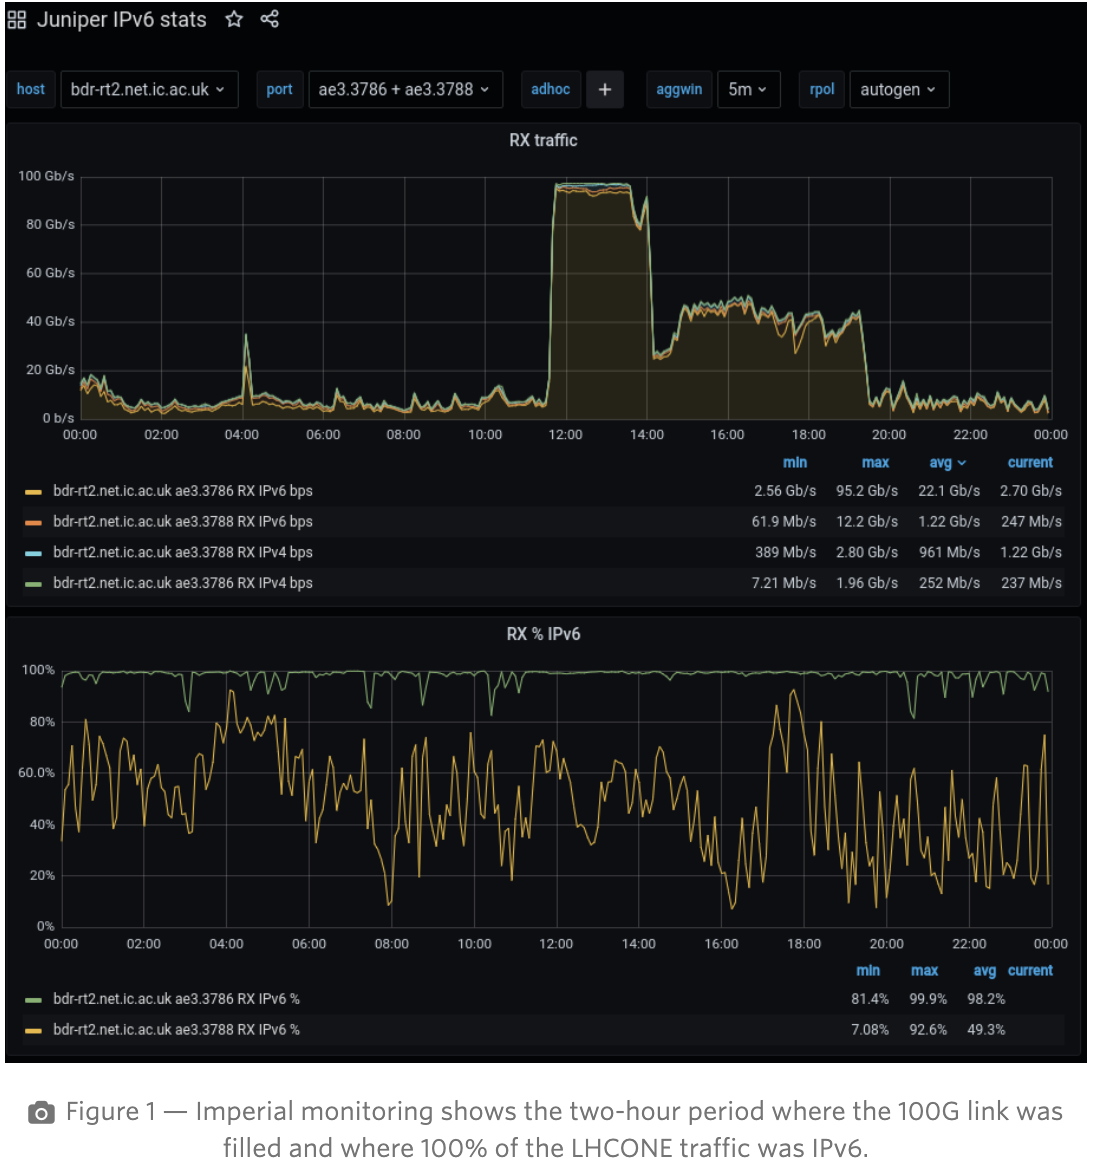 Juniper IPv6 stats
host bdr-rt2.net.ic.ac.uk port ae3.3786 + ae3.3788 adhoc + aggwin 5m rpol autogen
RX traffic
100 Gb/s
80 Gb/s
60 Gb/s
40 Gb/s
20 Gb/s
0 b/s
00:00 02:00 04:00 06:00 08:00 10:00 12:00 14:00 16:00 18:00 20:00 22:00 00:00
min max avg current
bdr-rt2.net.ic.ac.uk ae3.3786 RX IPv6 bps 2.56 Gb/s 95.2 Gb/s 22.1 Gb/s 2.70 Gb/s
bdr-rt2.net.ic.ac.uk ae3.3788 RX IPv6 bps 61.9 Mb/s 12.2 Gb/s 1.22 Gb/s 247 Mb/s
bdr-rt2.net.ic.ac.uk ae3.3788 RX IPv4 bps 389 Mb/s 2.80 Gb/s 961 Mb/s 1.22 Gb/s
bdr-rt2.net.ic.ac.uk ae3.3786 RX IPv4 bps 7.21 Mb/s 1.96 Gb/s 252 Mb/s 237 Mb/s
RX % IPv6
100%
80%
60.0%
40%
20%
0%
00:00 02:00 04:00 06:00 08:00 10:00 12:00 14:00 16:00 18:00 20:00 22:00 00:00
min max avg current
bdr-rt2.net.ic.ac.uk ae3.3786 RX IPv6 % 81.4% 99.9% 98.2%
bdr-rt2.net.ic.ac.uk ae3.3788 RX IPv6 % 7.08% 92.6% 49.3%
Figure 1 — Imperial monitoring shows the two-hour period where the 100G link was
filled and where 100% of the LHCONE traffic was IPv6.